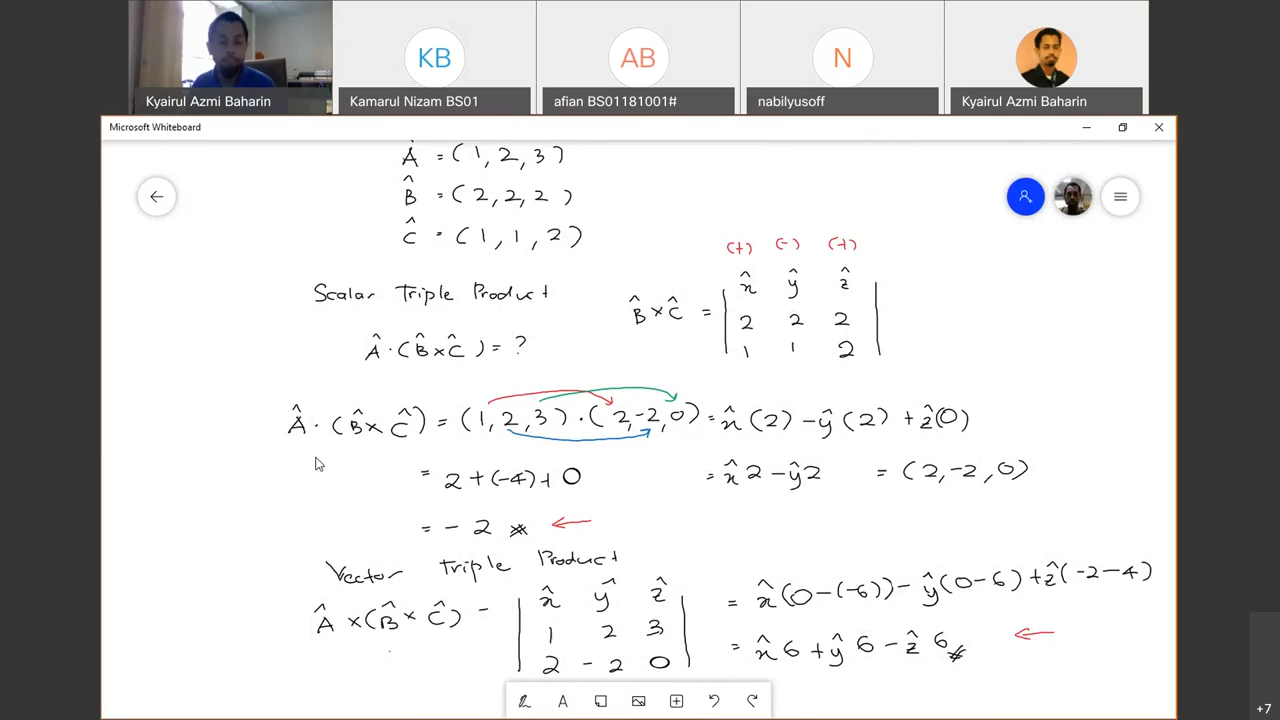 KB
AB
N
Kyairul Azmi Baharin
Kamarul Nizam BS01
afian BS01181001#
nabilyusoff
Kyairul Azmi Baharin
Microsoft Whiteboard
Â = (1, 2, 3)
B̂ = (2, 2, 2)
Ĉ = (1, 1, 2)
(+) (-) (+)
Scalar Triple Product
B̂ × Ĉ = | x̂ ŷ ẑ |
| 2 2 2 |
| 1 1 2 |
Â · (B̂ × Ĉ) = ?
Â · (B̂ × Ĉ) = (1, 2, 3) · (2, -2, 0) = x̂(2) - ŷ(2) + ẑ(0)
= 2 + (-4) + 0
= x̂2 - ŷ2 = (2, -2, 0)
= - 2
Vector Triple Product
Â × (B̂ × Ĉ) = | x̂ ŷ ẑ |
| 1 2 3 |
| 2 -2 0 |
= x̂(0 - (-6)) - ŷ(0 - 6) + ẑ(-2 - 4)
= x̂6 + ŷ6 - ẑ6
A
+7